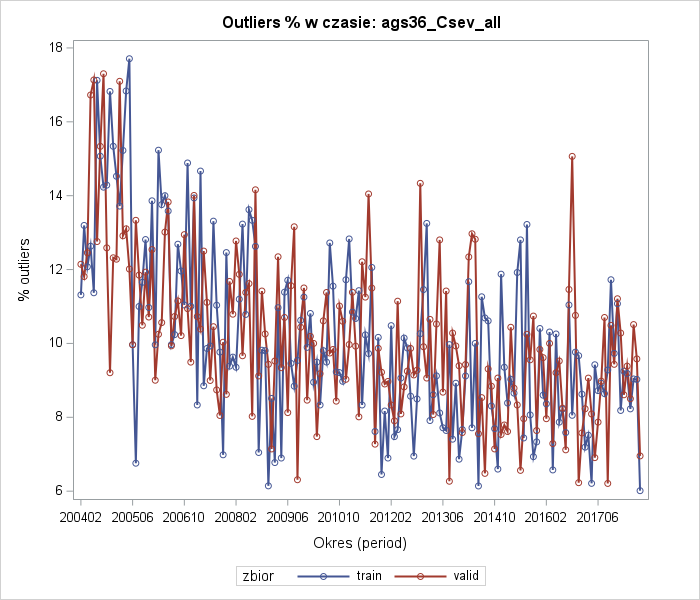 Outliers % w czasie: ags36_Csev_all
% outliers
18
16
14
12
10
8
6
200402 200506 200610 200802 200906 201010 201202 201306 201410 201602 201706
Okres (period)
zbior train valid